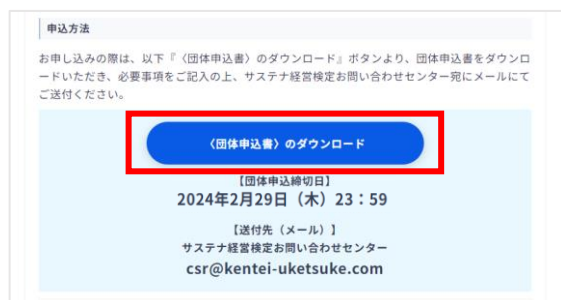 申込方法
お申し込みの際は、以下『〈団体申込書〉のダウンロード』ボタンより、団体申込書をダウンロ
ードいただき、必要事項をご記入の上、サステナ経営検定お問い合わせセンター宛にメールにて
ご送付ください。
〈団体申込書〉のダウンロード
【団体申込締切日】
2024年2月29日（木）23：59
【送付先（メール）】
サステナ経営検定お問い合わせセンター
csr@kentei-uketsuke.com